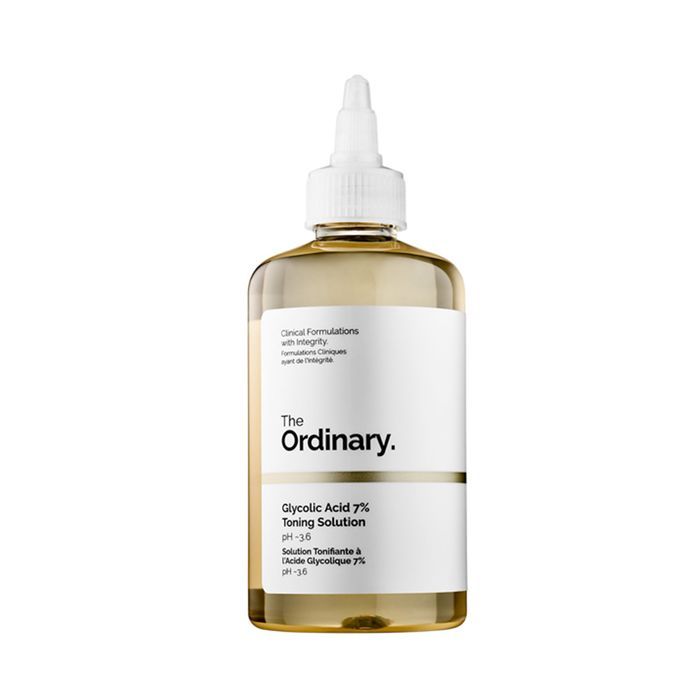 Clinical Formulations
with Integrity.
Formulations Cliniques
ayant de l'Intégrité.
The
Ordinary.
Glycolic Acid 7%
Toning Solution
pH ~3.6
Solution Tonifiante à
l'Acide Glycolique 7%
pH ~3.6